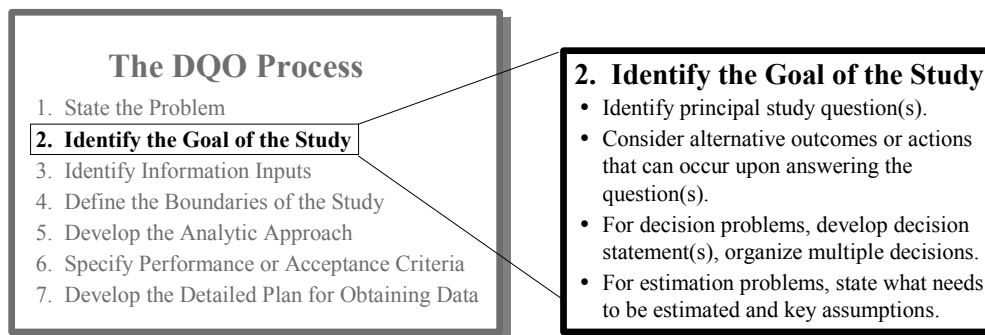 The DQO Process
1. State the Problem
2. Identify the Goal of the Study
3. Identify Information Inputs
4. Define the Boundaries of the Study
5. Develop the Analytic Approach
6. Specify Performance or Acceptance Criteria
7. Develop the Detailed Plan for Obtaining Data
2. Identify the Goal of the Study
• Identify principal study question(s).
• Consider alternative outcomes or actions
that can occur upon answering the
question(s).
• For decision problems, develop decision
statement(s), organize multiple decisions.
• For estimation problems, state what needs
to be estimated and key assumptions.